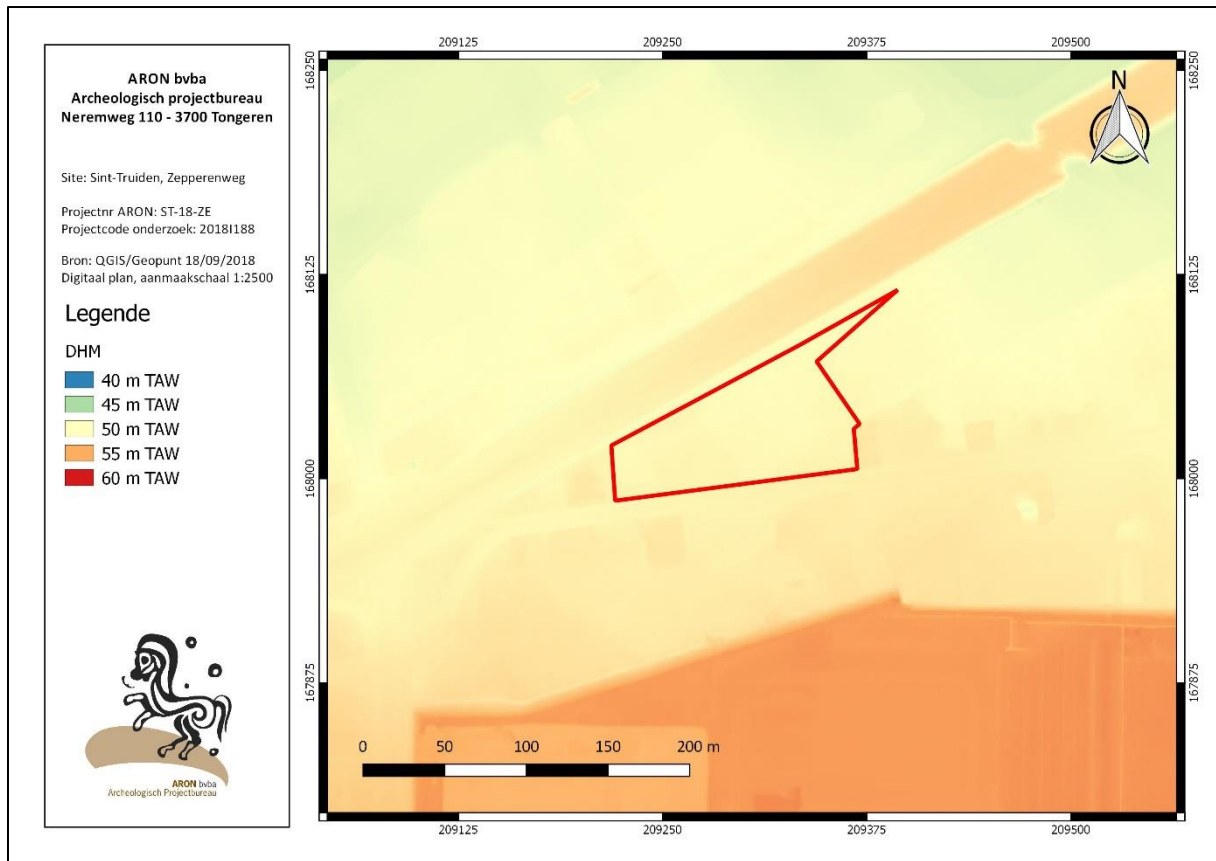 ARON bvba
Archeologisch projectbureau
Neremweg 110 - 3700 Tongeren
Site: Sint-Truiden, Zepperenweg
Projectnr ARON: ST-18-ZE
Projectcode onderzoek: 2018I188
Bron: QGIS/Geopunt 18/09/2018
Digitaal plan, aanmaakschaal 1:2500
Legende
DHM
40 m TAW
45 m TAW
50 m TAW
55 m TAW
60 m TAW
ARON bvba
Archeologisch Projectbureau
209125 209250 209375 209500
168250 168250
N
168125 168125
168000 168000
167875 167875
0 50 100 150 200 m
209125 209250 209375 209500